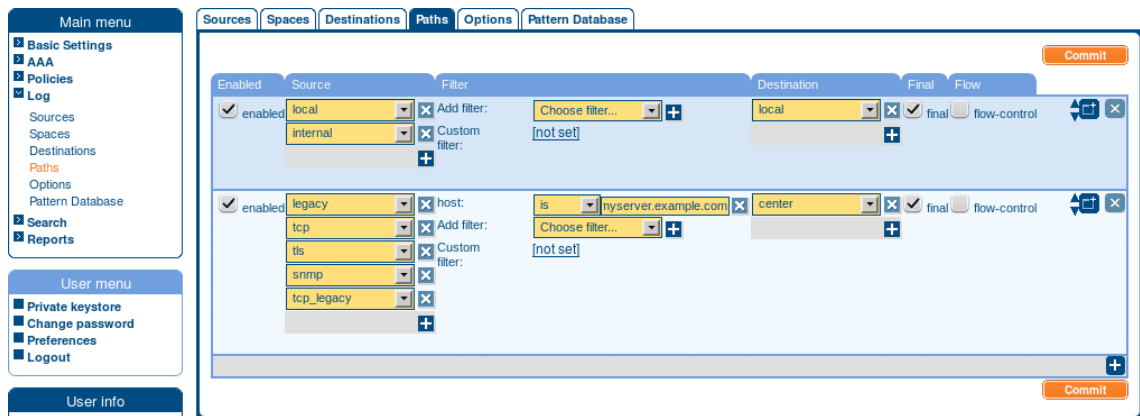 Main menu
Basic Settings
AAA
Policies
Log
Sources
Spaces
Destinations
Paths
Options
Pattern Database
Search
Reports
User menu
Private keystore
Change password
Preferences
Logout
User info
Sources Spaces Destinations Paths Options Pattern Database
Commit
Enabled Source Filter Destination Final Flow
enabled local Add filter: Choose filter... local final flow-control
internal Custom filter: [not set]
enabled legacy host: is myserver.example.com center final flow-control
tcp Add filter: Choose filter...
tls Custom filter: [not set]
snmp
tcp_legacy
Commit